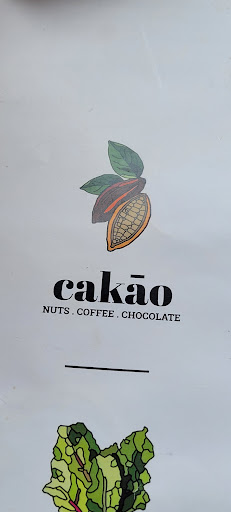 cakāo
NUTS . COFFEE . CHOCOLATE